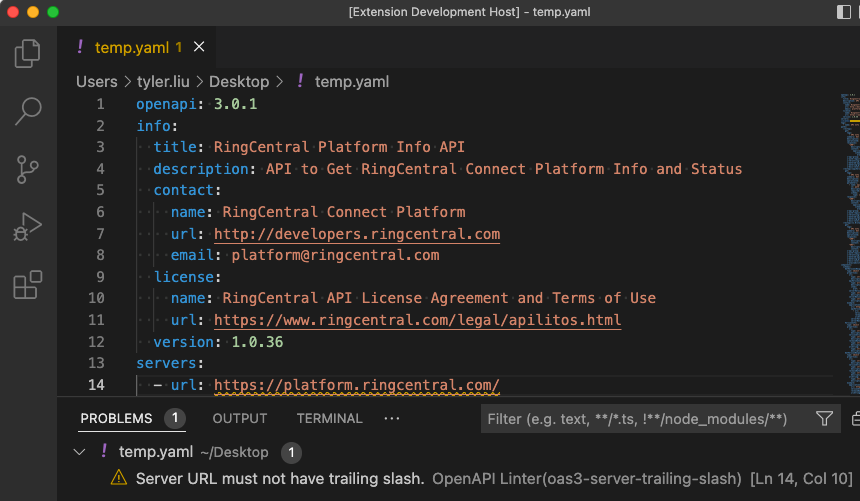 [Extension Development Host] - temp.yaml
! temp.yaml 1 ×
Users > tyler.liu > Desktop > ! temp.yaml
1 openapi: 3.0.1
2 info:
3 title: RingCentral Platform Info API
4 description: API to Get RingCentral Connect Platform Info and Status
5 contact:
6 name: RingCentral Connect Platform
7 url: http://developers.ringcentral.com
8 email: platform@ringcentral.com
9 license:
10 name: RingCentral API License Agreement and Terms of Use
11 url: https://www.ringcentral.com/legal/apilitos.html
12 version: 1.0.36
13 servers:
14 - url: https://platform.ringcentral.com/
PROBLEMS 1 OUTPUT TERMINAL ··· Filter (e.g. text, **/*.ts, !**/node_modules/**)
! temp.yaml ~/Desktop 1
Server URL must not have trailing slash. OpenAPI Linter(oas3-server-trailing-slash) [Ln 14, Col 10]